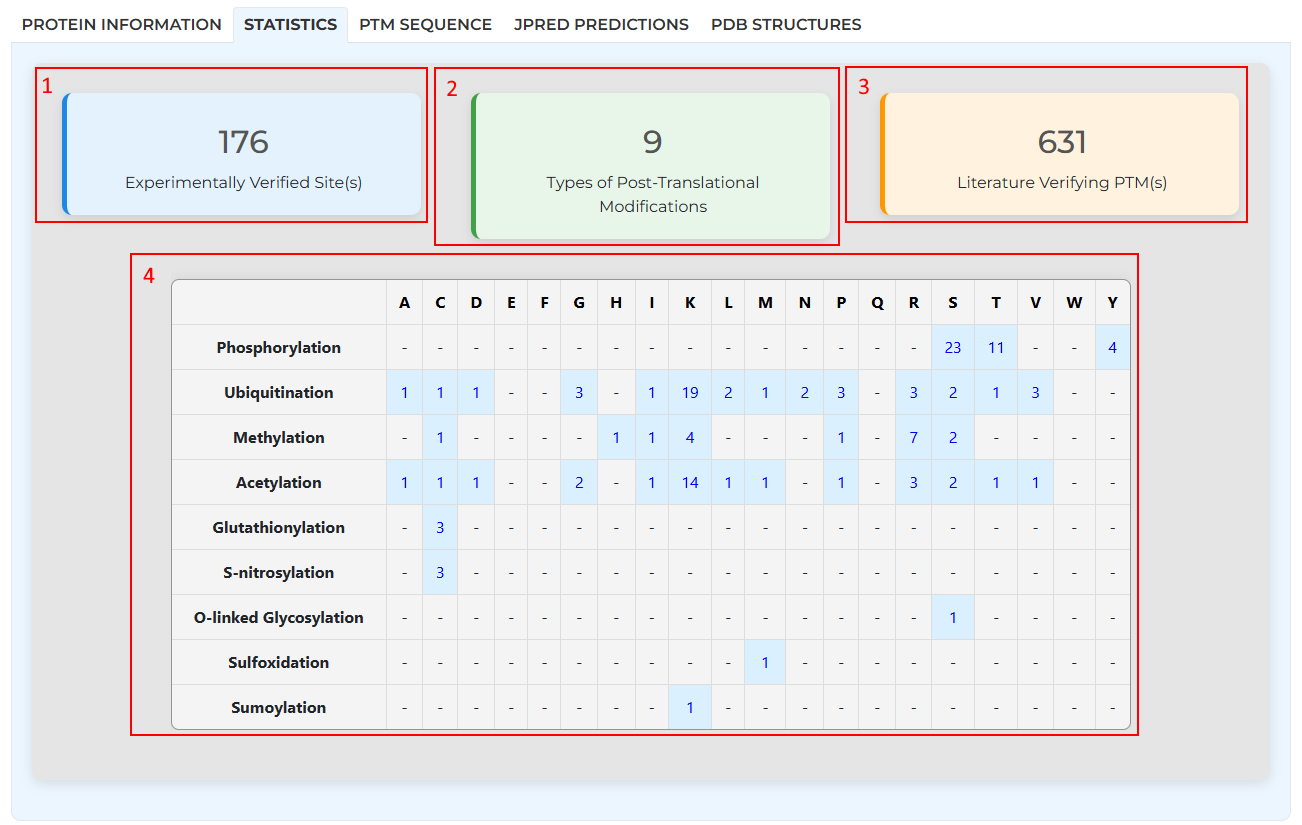 PROTEIN INFORMATION STATISTICS PTM SEQUENCE JPRED PREDICTIONS PDB STRUCTURES
1
176
Experimentally Verified Site(s)
2
9
Types of Post-Translational
Modifications
3
631
Literature Verifying PTM(s)
4
A C D E F G H I K L M N P Q R S T V W Y
Phosphorylation - - - - - - - - - - - - - - - 23 11 - - 4
Ubiquitination 1 1 1 - - 3 - 1 19 2 1 2 3 - 3 2 1 3 - -
Methylation - 1 - - - - 1 1 4 - - - 1 - 7 2 - - - -
Acetylation 1 1 1 - - 2 - 1 14 1 1 - 1 - 3 2 1 1 - -
Glutathionylation - 3 - - - - - - - - - - - - - - - - - -
S-nitrosylation - 3 - - - - - - - - - - - - - - - - - -
O-linked Glycosylation - - - - - - - - - - - - - - - 1 - - - -
Sulfoxidation - - - - - - - - - - 1 - - - - - - - - -
Sumoylation - - - - - - - - 1 - - - - - - - - - - -